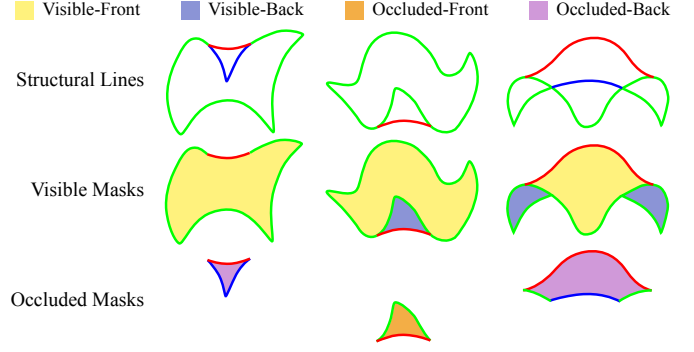 Visible-Front
Visible-Back
Occluded-Front
Occluded-Back
Structural Lines
Visible Masks
Occluded Masks